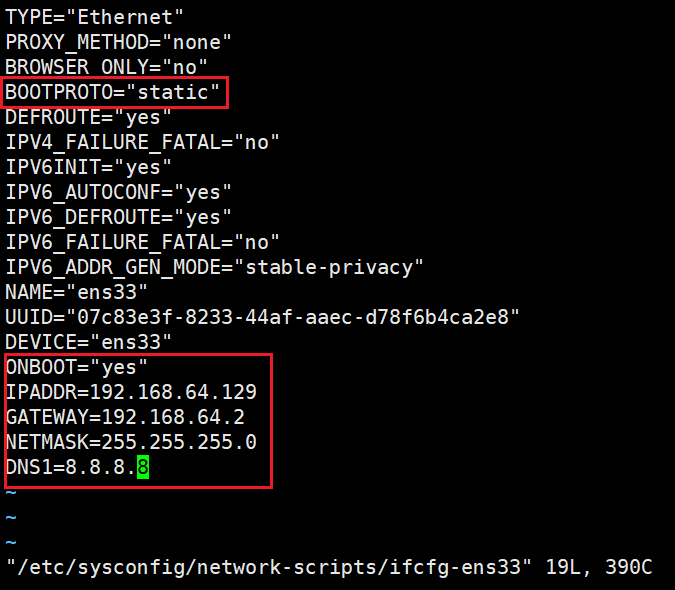 TYPE="Ethernet"
PROXY_METHOD="none"
BROWSER_ONLY="no"
BOOTPROTO="static"
DEFROUTE="yes"
IPV4_FAILURE_FATAL="no"
IPV6INIT="yes"
IPV6_AUTOCONF="yes"
IPV6_DEFROUTE="yes"
IPV6_FAILURE_FATAL="no"
IPV6_ADDR_GEN_MODE="stable-privacy"
NAME="ens33"
UUID="07c83e3f-8233-44af-aaec-d78f6b4ca2e8"
DEVICE="ens33"
ONBOOT="yes"
IPADDR=192.168.64.129
GATEWAY=192.168.64.2
NETMASK=255.255.255.0
DNS1=8.8.8.8
~
~
~
"/etc/sysconfig/network-scripts/ifcfg-ens33" 19L, 390C